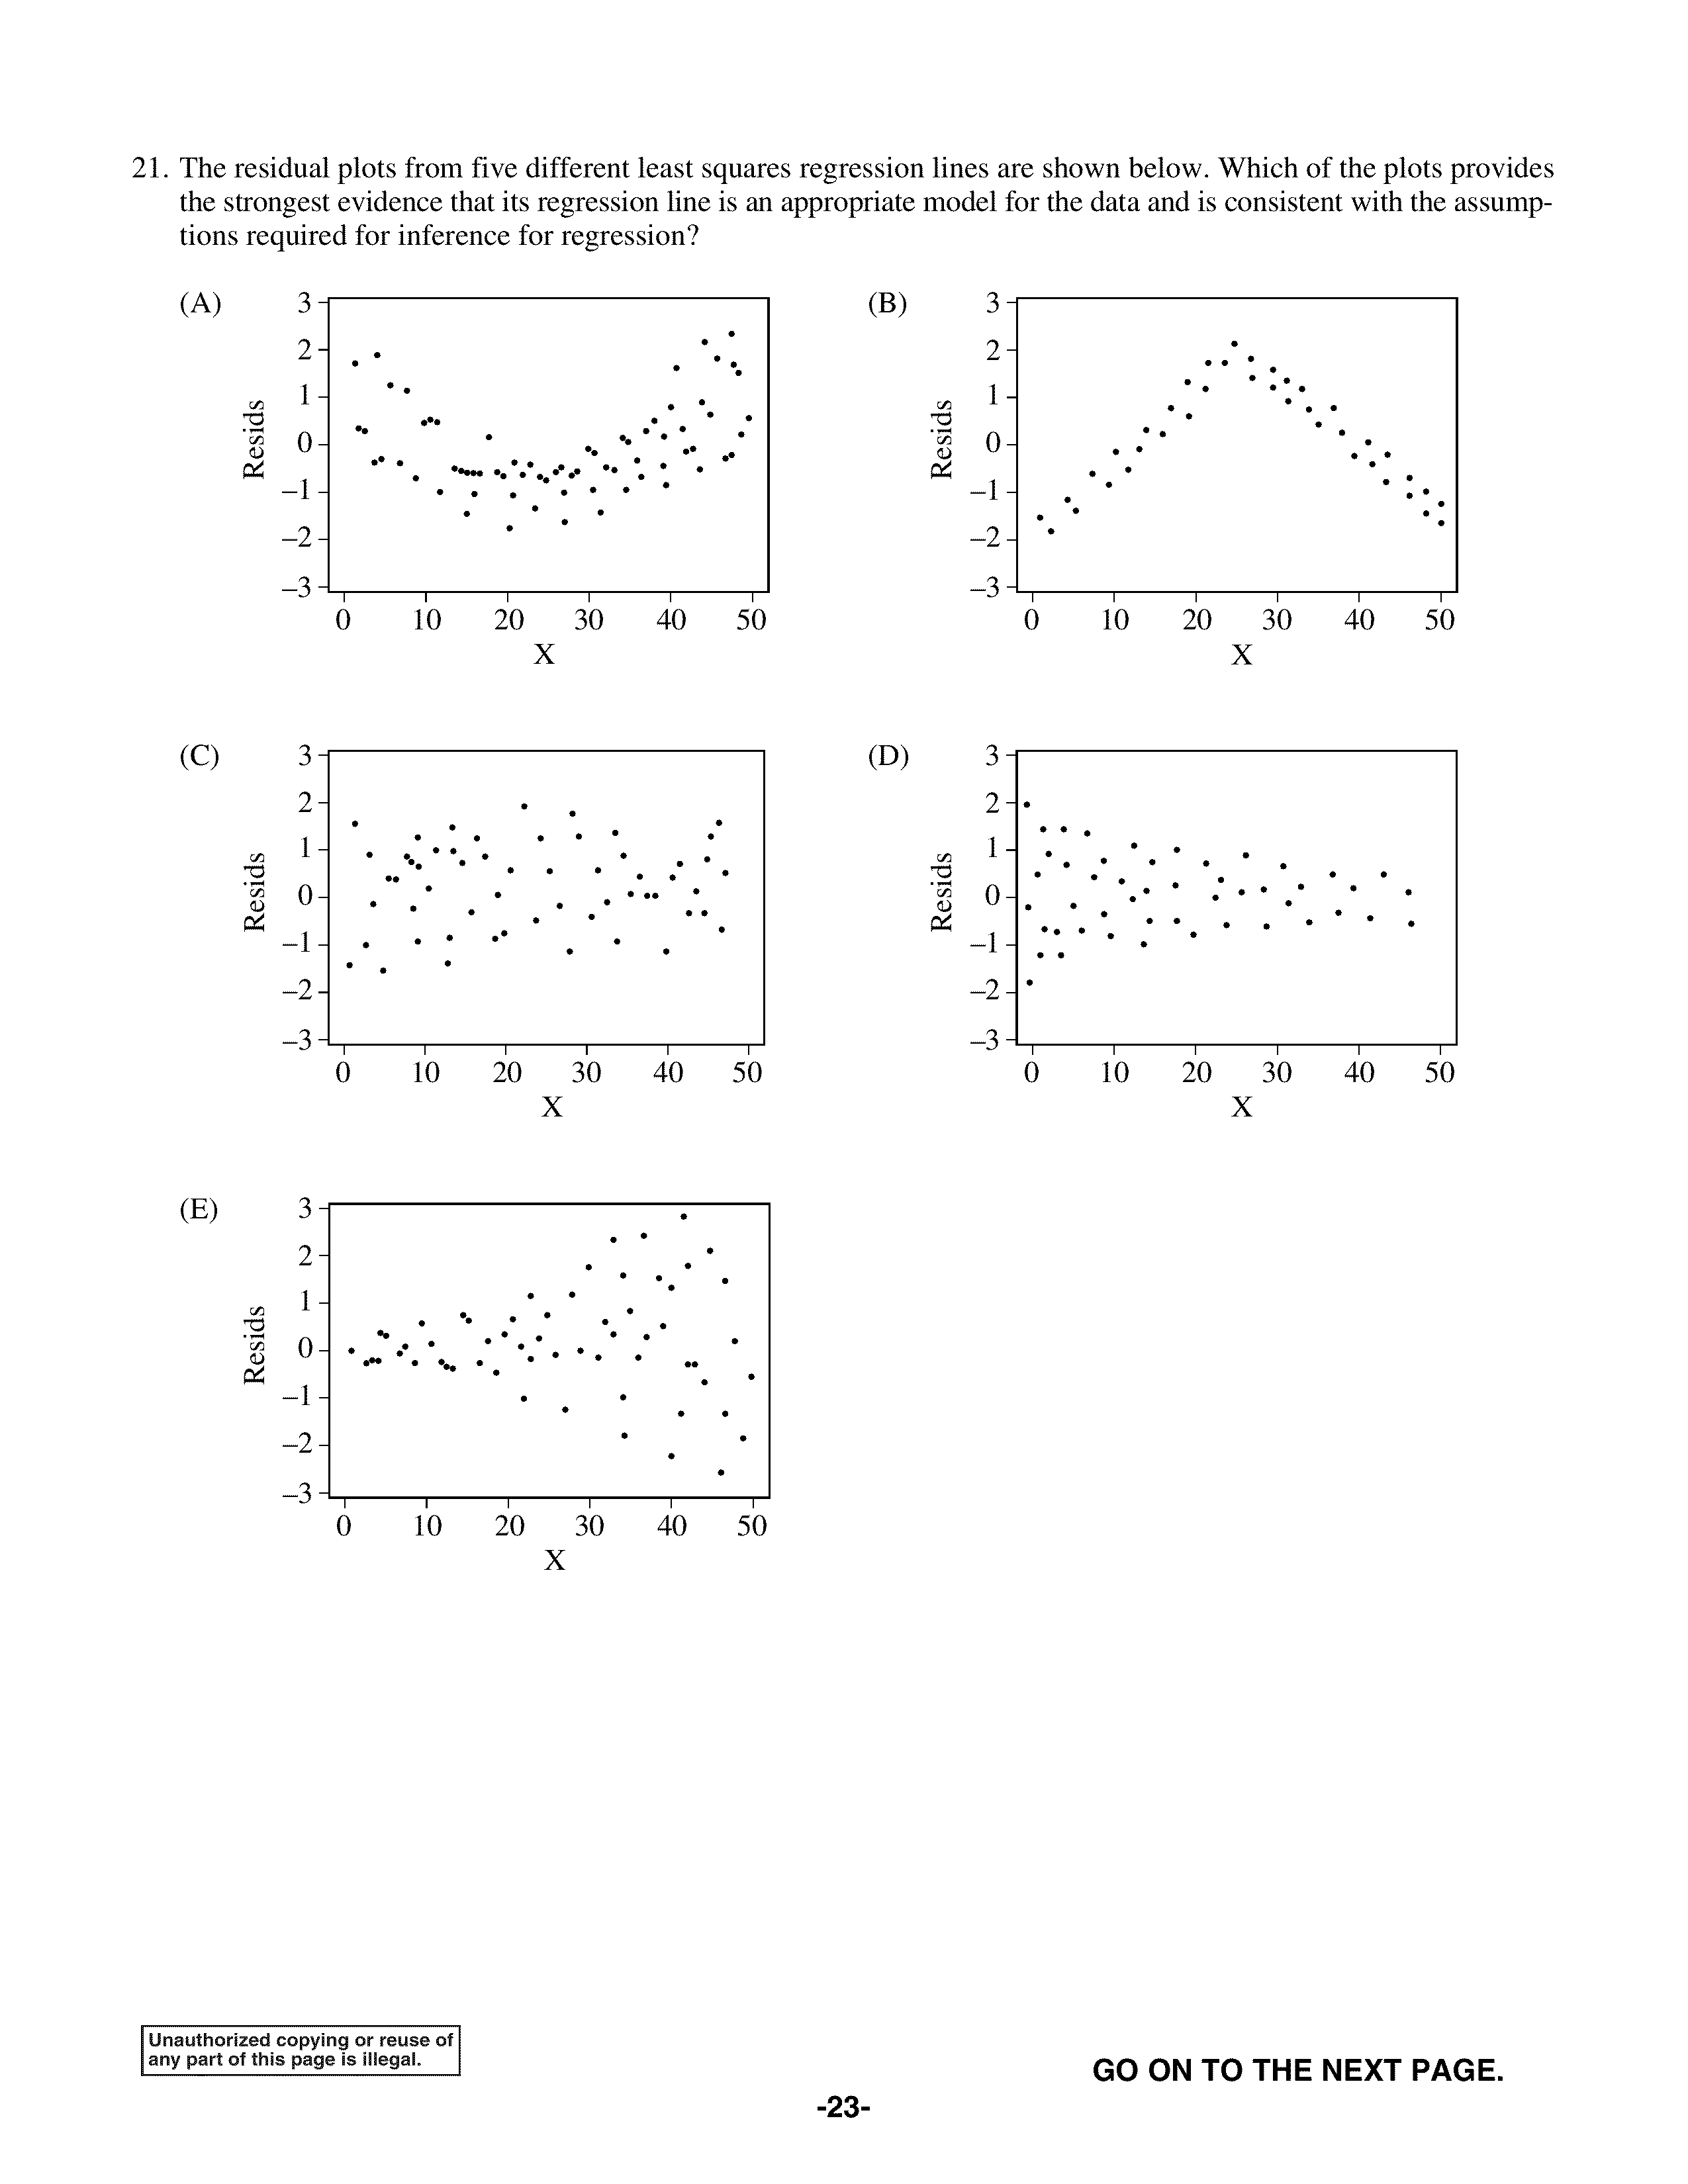 21. The residual plots from five different least squares regression lines are shown below. Which of the plots provides
the strongest evidence that its regression line is an appropriate model for the data and is consistent with the assump-
tions required for inference for regression?
(A)
3
2
1
0
–1
–2
–3
Resids
0 10 20 30 40 50
X
(B)
3
2
1
0
–1
–2
–3
Resids
0 10 20 30 40 50
X
(C)
3
2
1
0
–1
–2
–3
Resids
0 10 20 30 40 50
X
(D)
3
2
1
0
–1
–2
–3
Resids
0 10 20 30 40 50
X
(E)
3
2
1
0
–1
–2
–3
Resids
0 10 20 30 40 50
X
Unauthorized copying or reuse of
any part of this page is illegal.
GO ON TO THE NEXT PAGE.
-23-